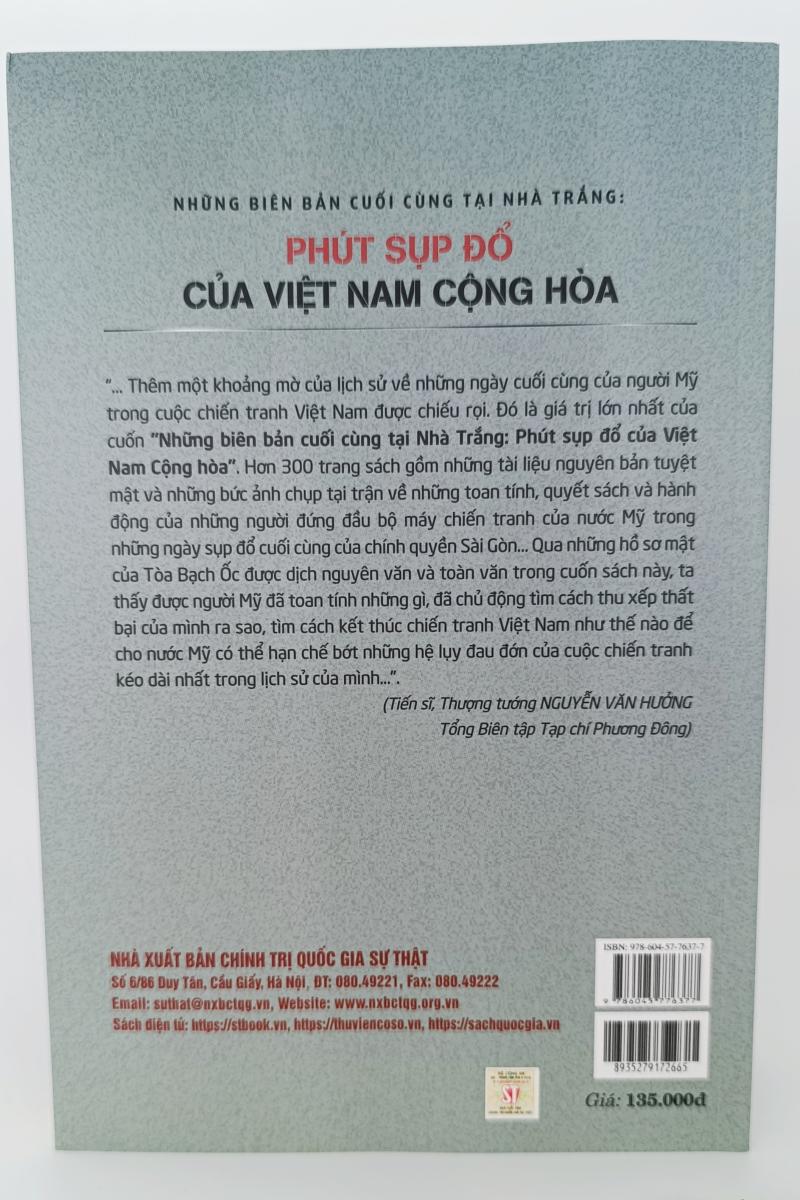 NHỮNG BIÊN BẢN CUỐI CÙNG TẠI NHÀ TRẮNG:
PHÚT SỤP ĐỔ
CỦA VIỆT NAM CỘNG HÒA
"... Thêm một khoảng mờ của lịch sử về những ngày cuối cùng của người Mỹ
trong cuộc chiến tranh Việt Nam được chiếu rọi. Đó là giá trị lớn nhất của
cuốn "Những biên bản cuối cùng tại Nhà Trắng: Phút sụp đổ của Việt
Nam Cộng hòa". Hơn 300 trang sách gồm những tài liệu nguyên bản tuyệt
mật và những bức ảnh chụp tại trận về những toan tính, quyết sách và hành
động của những người đứng đầu bộ máy chiến tranh của nước Mỹ trong
những ngày sụp đổ cuối cùng của chính quyền Sài Gòn... Qua những hồ sơ mật
của Tòa Bạch Ốc được dịch nguyên văn và toàn văn trong cuốn sách này, ta
thấy được người Mỹ đã toan tính những gì, đã chủ động tìm cách thu xếp thất
bại của mình ra sao, tìm cách kết thúc chiến tranh Việt Nam như thế nào để
cho nước Mỹ có thể hạn chế bớt những hệ lụy đau đớn của cuộc chiến tranh
kéo dài nhất trong lịch sử của mình...".
(Tiến sĩ, Thượng tướng NGUYỄN VĂN HƯỞNG
Tổng Biên tập Tạp chí Phương Đông)
NHÀ XUẤT BẢN CHÍNH TRỊ QUỐC GIA SỰ THẬT
Số 6/86 Duy Tân, Cầu Giấy, Hà Nội, ĐT: 080.49221, Fax: 080.49222
Email: suthat@nxbctqg.vn, Website: www.nxbctqg.org.vn
Sách điện tử: https://stbook.vn, https://thuviencoso.vn, https://sachquocgia.vn
ISBN: 978-604-57-7637-7
9 786045 776377
8935279172665
Giá: 135.000đ